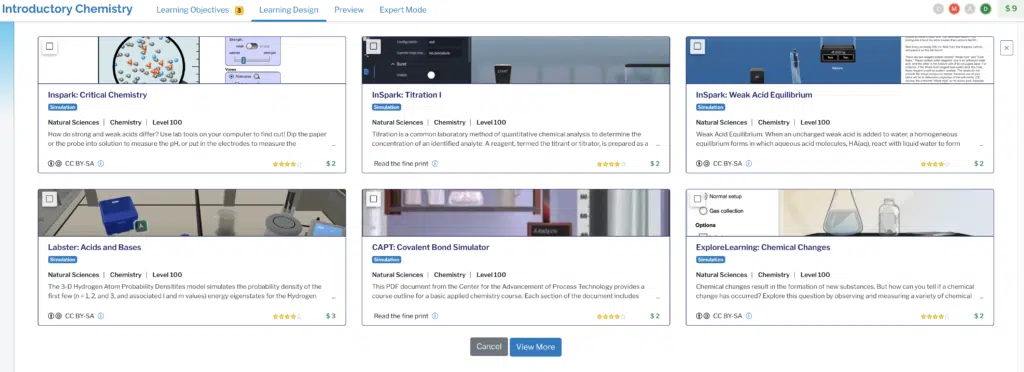 Introductory Chemistry
Learning Objectives 3 Learning Design Preview Expert Mode
C M A D $ 9
Inspark: Critical Chemistry
Simulation
Natural Sciences | Chemistry | Level 100
How do strong and weak acids differ? Use lab tools on your computer to find out! Dip the paper
or the probe into solution to measure the pH, or put in the electrodes to measure the ...
CC BY-SA $ 2
InSpark: Titration I
Simulation
Natural Sciences | Chemistry | Level 100
Titration is a common laboratory method of quantitative chemical analysis to determine the
concentration of an identified analyte. A reagent, termed the titrant or titrator, is prepared as a ...
Read the fine print $ 2
InSpark: Weak Acid Equilibrium
Simulation
Natural Sciences | Chemistry | Level 100
Weak Acid Equilibrium. When an uncharged weak acid is added to water, a homogeneous
equilibrium forms in which aqueous acid molecules, HA(aq), react with liquid water to form ...
CC BY-SA $ 2
Labster: Acids and Bases
Simulation
Natural Sciences | Chemistry | Level 100
The 3-D Hydrogen Atom Probability Densitites model simulates the probability density of the
first few (n = 1, 2, and 3, and associated l and m values) energy eigenstates for the Hydrogen ...
CC BY-SA $ 3
CAPT: Covalent Bond Simulator
Simulation
Natural Sciences | Chemistry | Level 100
This PDF document from the Center for the Advancement of Process Technology provides a
course outline for a basic applied chemistry course. Each section of the document includes ...
Read the fine print $ 2
Normal setup
Gas collection
Options
ExploreLearning: Chemical Changes
Simulation
Natural Sciences | Chemistry | Level 100
Chemical changes result in the formation of new substances. But how can you tell if a chemical
change has occurred? Explore this question by observing and measuring a variety of chemical ...
CC BY-SA $ 2
Cancel View More